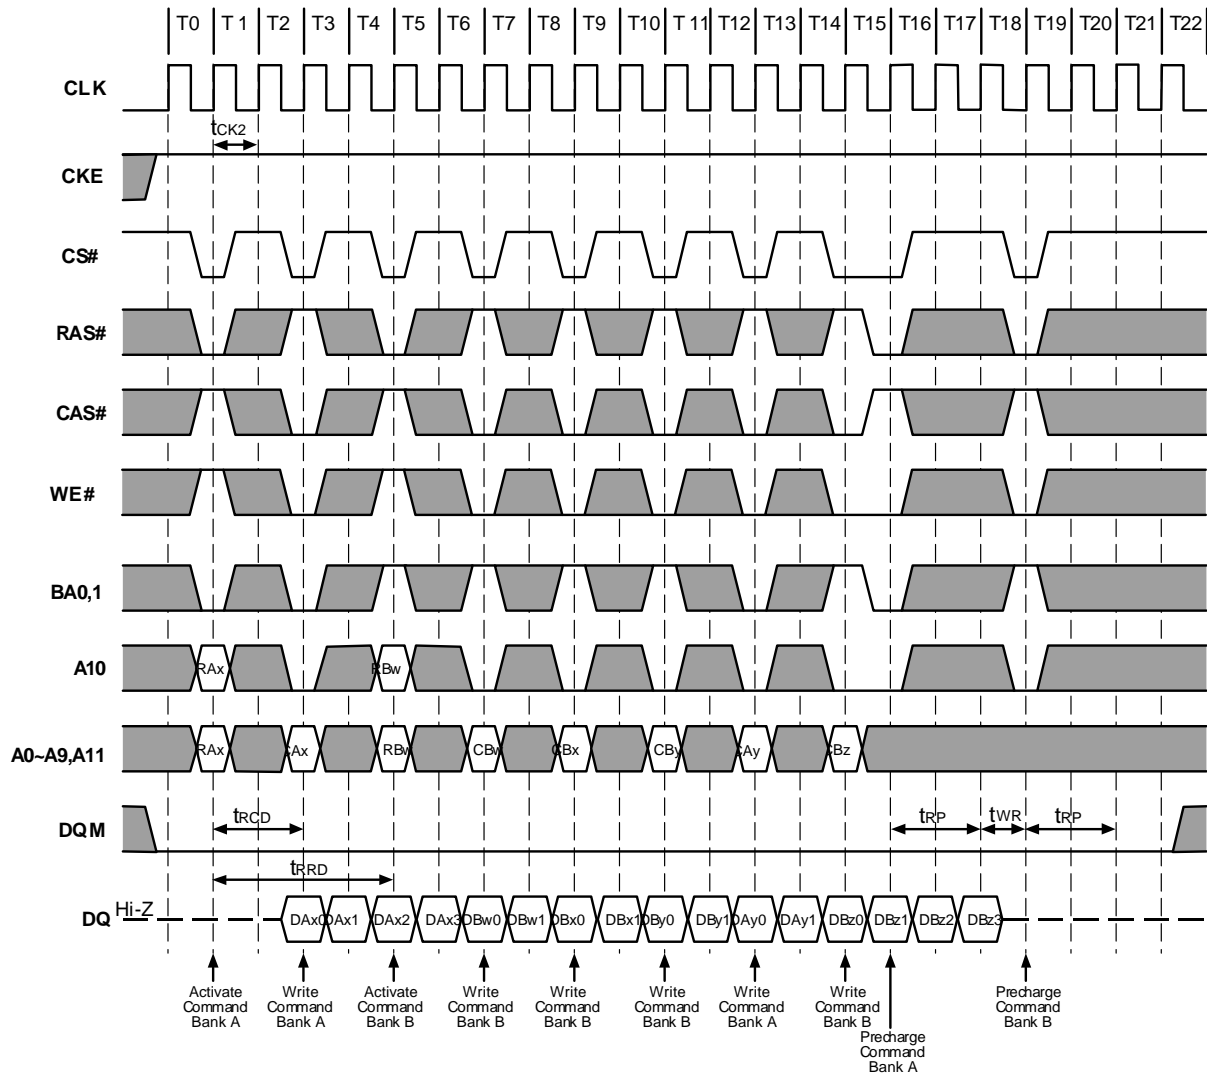 T0 T 1 T2 T3 T4 T5 T6 T7 T8 T9 T10 T 11 T12 T13 T14 T15 T16 T17 T18 T19 T20 T21 T22
CLK
tCK2
CKE
CS#
RAS#
CAS#
WE#
BA0,1
A10 RAx RBw
A0~A9,A11 RAx CAx RBw CBw CBx CBy CAy CBz
DQM tRCD tRP tWR tRP
tRRD
DQ Hi-Z DAx0 DAx1 DAx2 DAx3 DBw0 DBw1 DBx0 DBx1 DBy0 DBy1 DAy0 DAy1 DBz0 DBz1 DBz2 DBz3
Activate Command Bank A
Write Command Bank A
Activate Command Bank B
Write Command Bank B
Write Command Bank B
Write Command Bank B
Write Command Bank A
Write Command Bank B
Precharge Command Bank A
Precharge Command Bank B